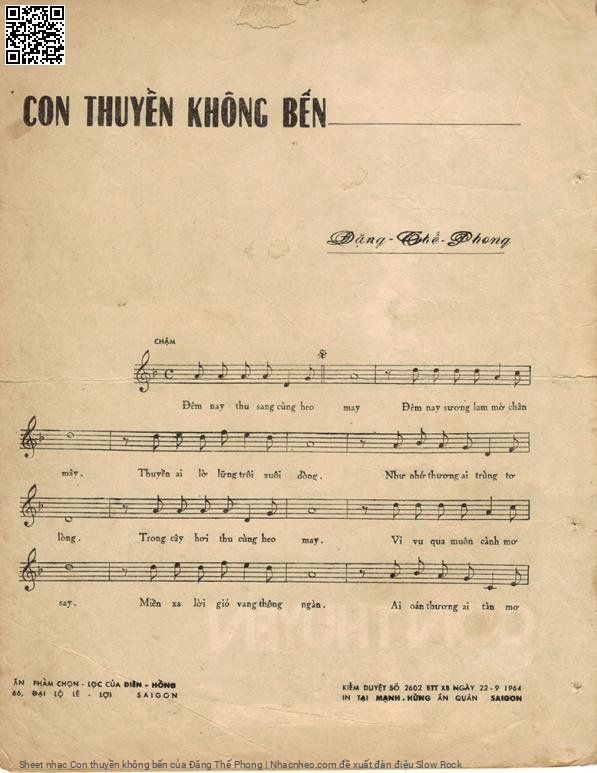 CON THUYỀN KHÔNG BẾN
Đặng - Thế - Phong
CHẬM
Đêm nay thu sang cùng heo may Đêm nay sương lam mờ chân
mây. Thuyền ai lờ lững trôi xuôi dòng. Như nhớ thương ai trùng tơ
lòng. Trong cây hơi thu cùng heo may. Vi vu qua muôn cảnh mơ
say. Miền xa lời gió vang thông ngàn. Ai oán thương ai tàn mơ
ẤN PHẨM CHỌN - LỌC CỦA DIÊN - HỒNG
66, ĐẠI LỘ LÊ - LỢI SAIGON
KIỂM DUYỆT SỐ 2602 BTT XB NGÀY 22-9 1964
IN TẠI MẠNH - HÙNG ẤN QUÁN SAIGON
Sheet nhạc Con thuyền không bến của Đặng Thế Phong | Nhacnheo.com đề xuất đàn điệu Slow Rock